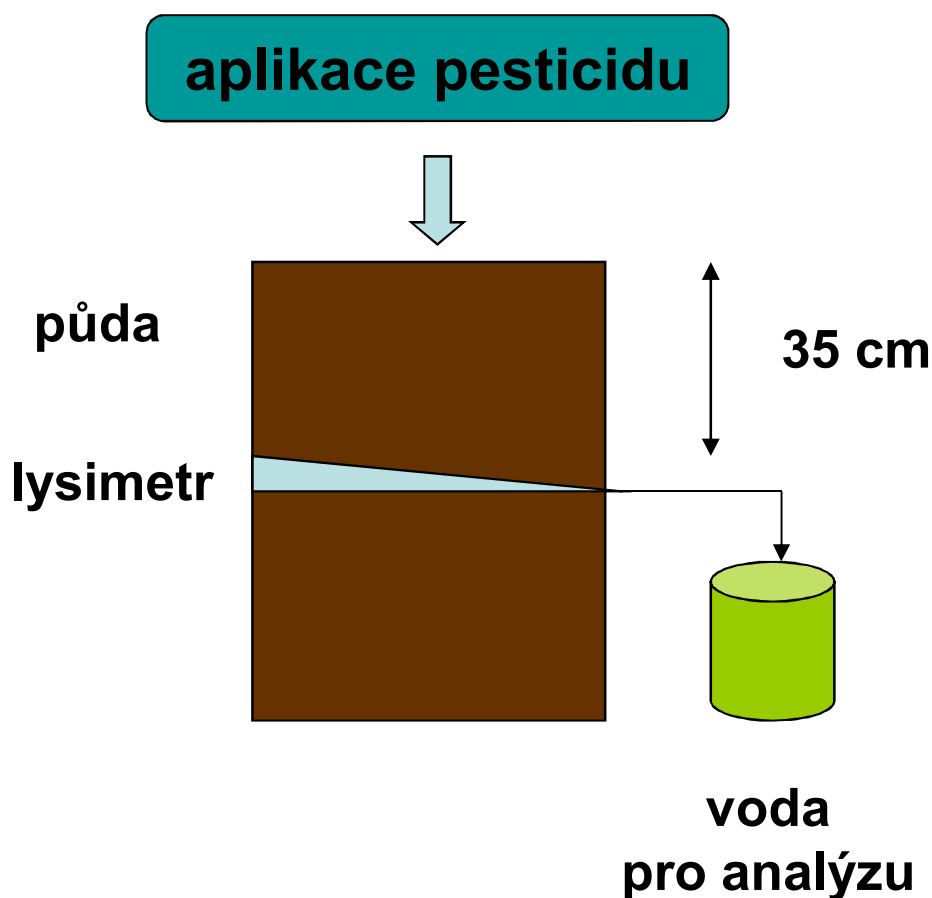 aplikace pesticidu
půda
35 cm
lysimetr
voda
pro analýzu